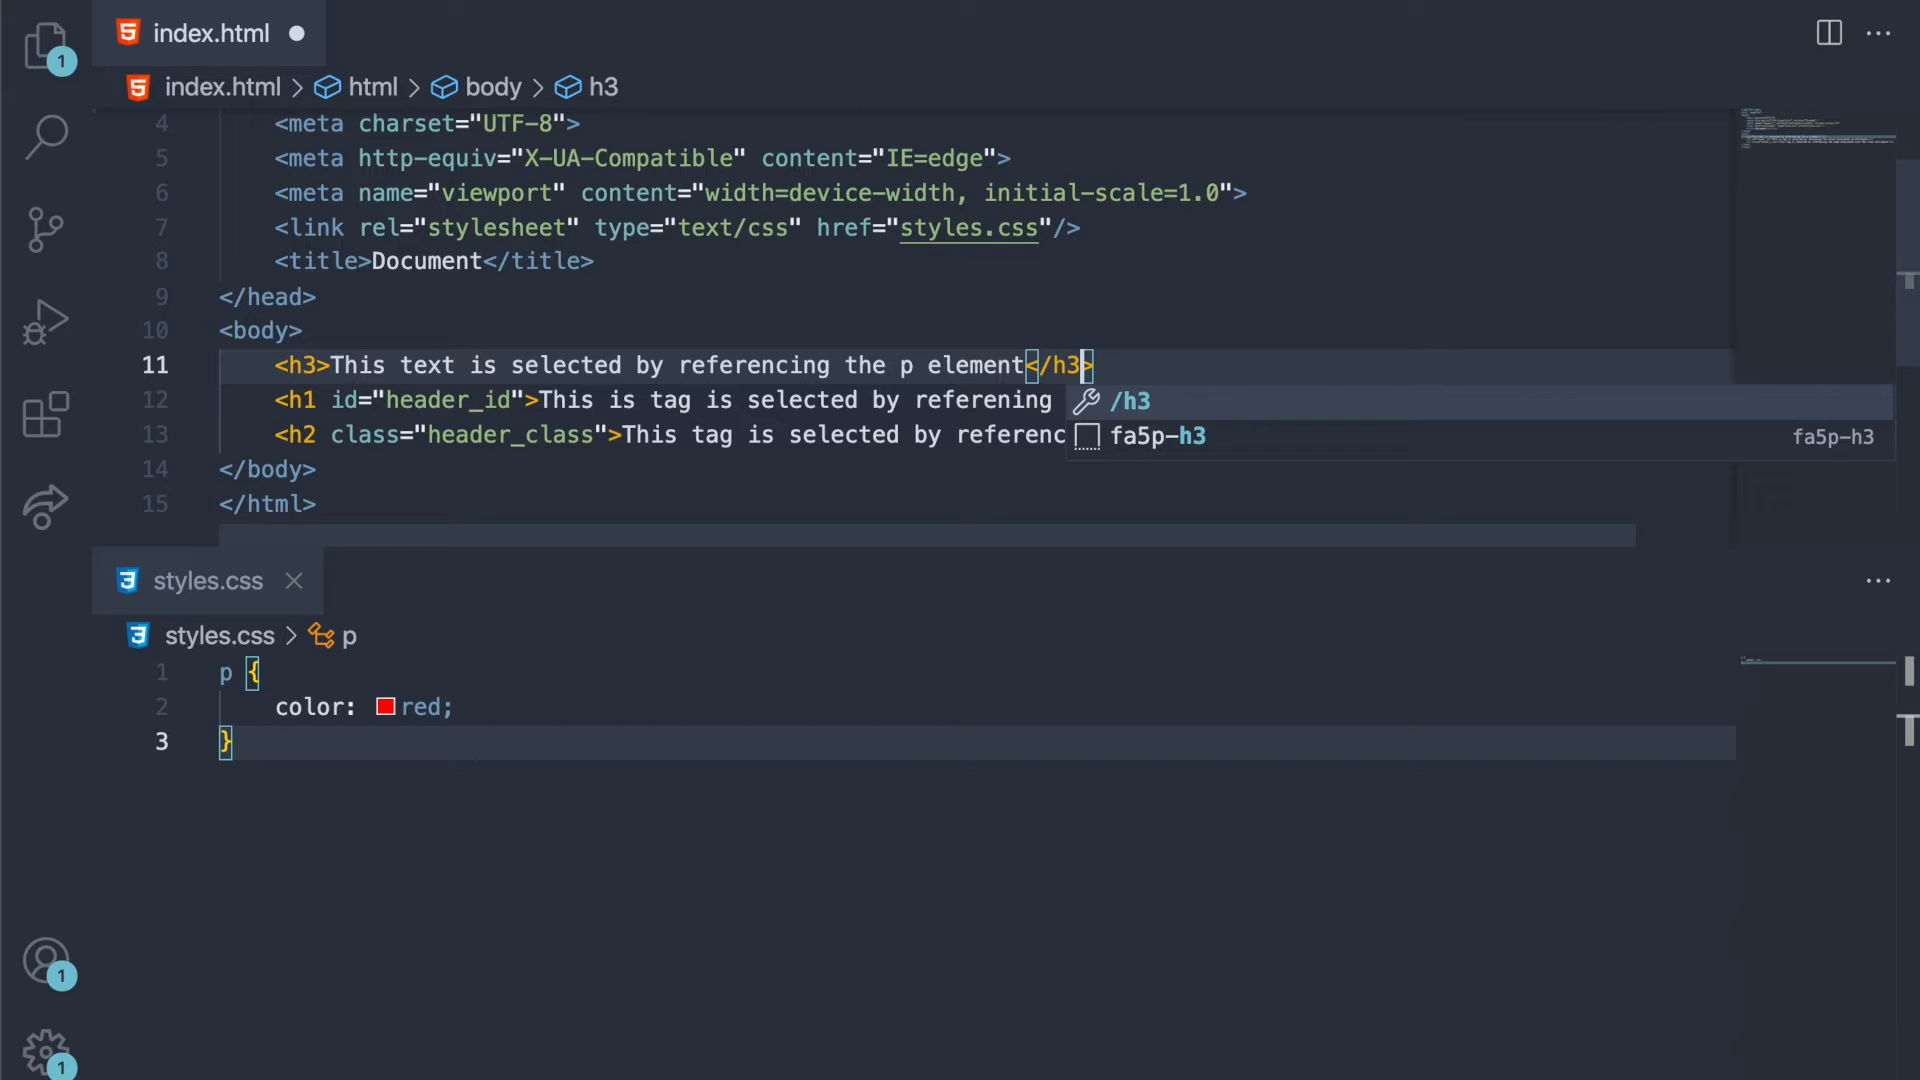 index.html
index.html > html > body > h3
4 <meta charset="UTF-8">
5 <meta http-equiv="X-UA-Compatible" content="IE=edge">
6 <meta name="viewport" content="width=device-width, initial-scale=1.0">
7 <link rel="stylesheet" type="text/css" href="styles.css"/>
8 <title>Document</title>
9 </head>
10 <body>
11 <h3>This text is selected by referencing the p element</h3>
12 <h1 id="header_id">This is tag is selected by referening
/h3
13 <h2 class="header_class">This tag is selected by referenc
fa5p-h3 fa5p-h3
14 </body>
15 </html>
styles.css
styles.css > p
1 p {
2 color: red;
3 }
1
1
1